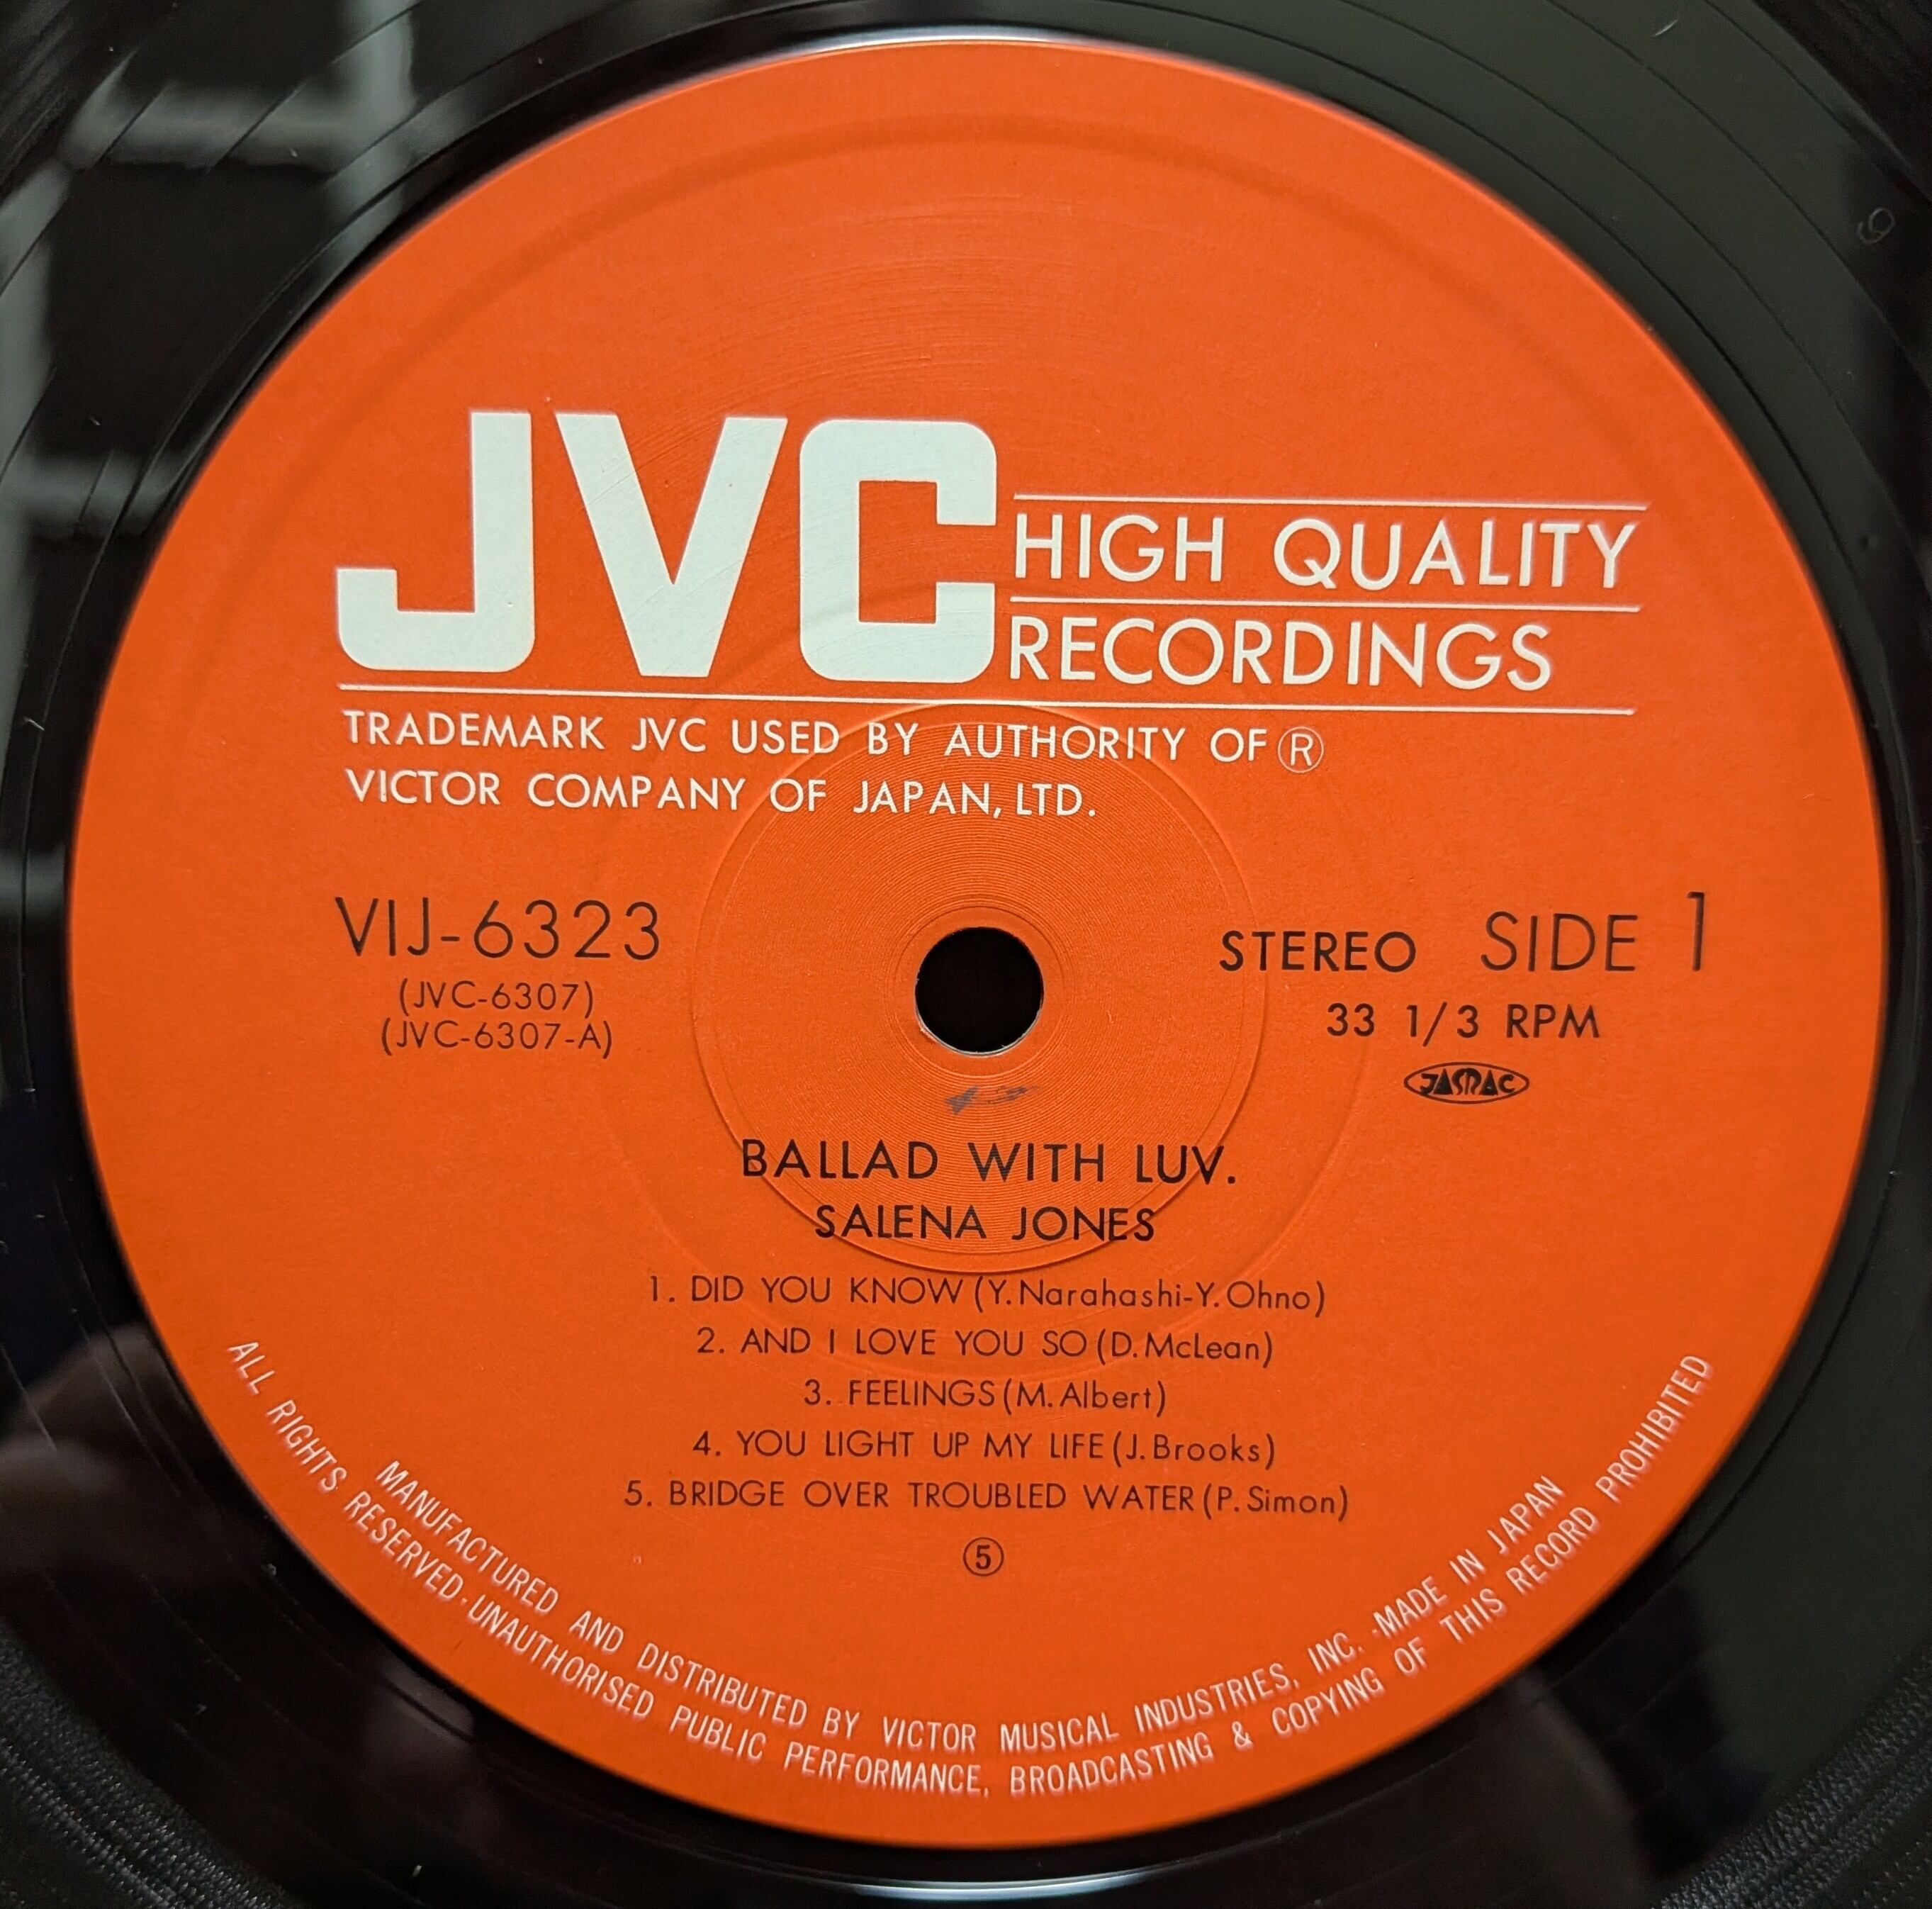 JVC
HIGH QUALITY
RECORDINGS
TRADEMARK JVC USED BY AUTHORITY OF ®
VICTOR COMPANY OF JAPAN, LTD.
VIJ-6323
(JVC-6307)
(JVC-6307-A)
STEREO SIDE 1
33 1/3 RPM
JASRAC
BALLAD WITH LUV.
SALENA JONES
1. DID YOU KNOW (Y. Narahashi-Y. Ohno)
2. AND I LOVE YOU SO (D. McLean)
3. FEELINGS (M. Albert)
4. YOU LIGHT UP MY LIFE (J. Brooks)
5. BRIDGE OVER TROUBLED WATER (P. Simon)
⑤
MANUFACTURED AND DISTRIBUTED BY VICTOR MUSICAL INDUSTRIES, INC. ·MADE IN JAPAN
ALL RIGHTS RESERVED·UNAUTHORISED PUBLIC PERFORMANCE, BROADCASTING & COPYING OF THIS RECORD PROHIBITED
9